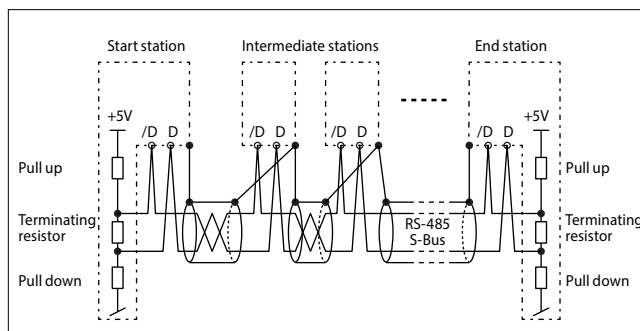 Start station
Intermediate stations
End station
+5V
/D D
/D D
/D D
/D D
+5V
Pull up
Pull up
Terminating
resistor
RS-485
S-Bus
Terminating
resistor
Pull down
Pull down